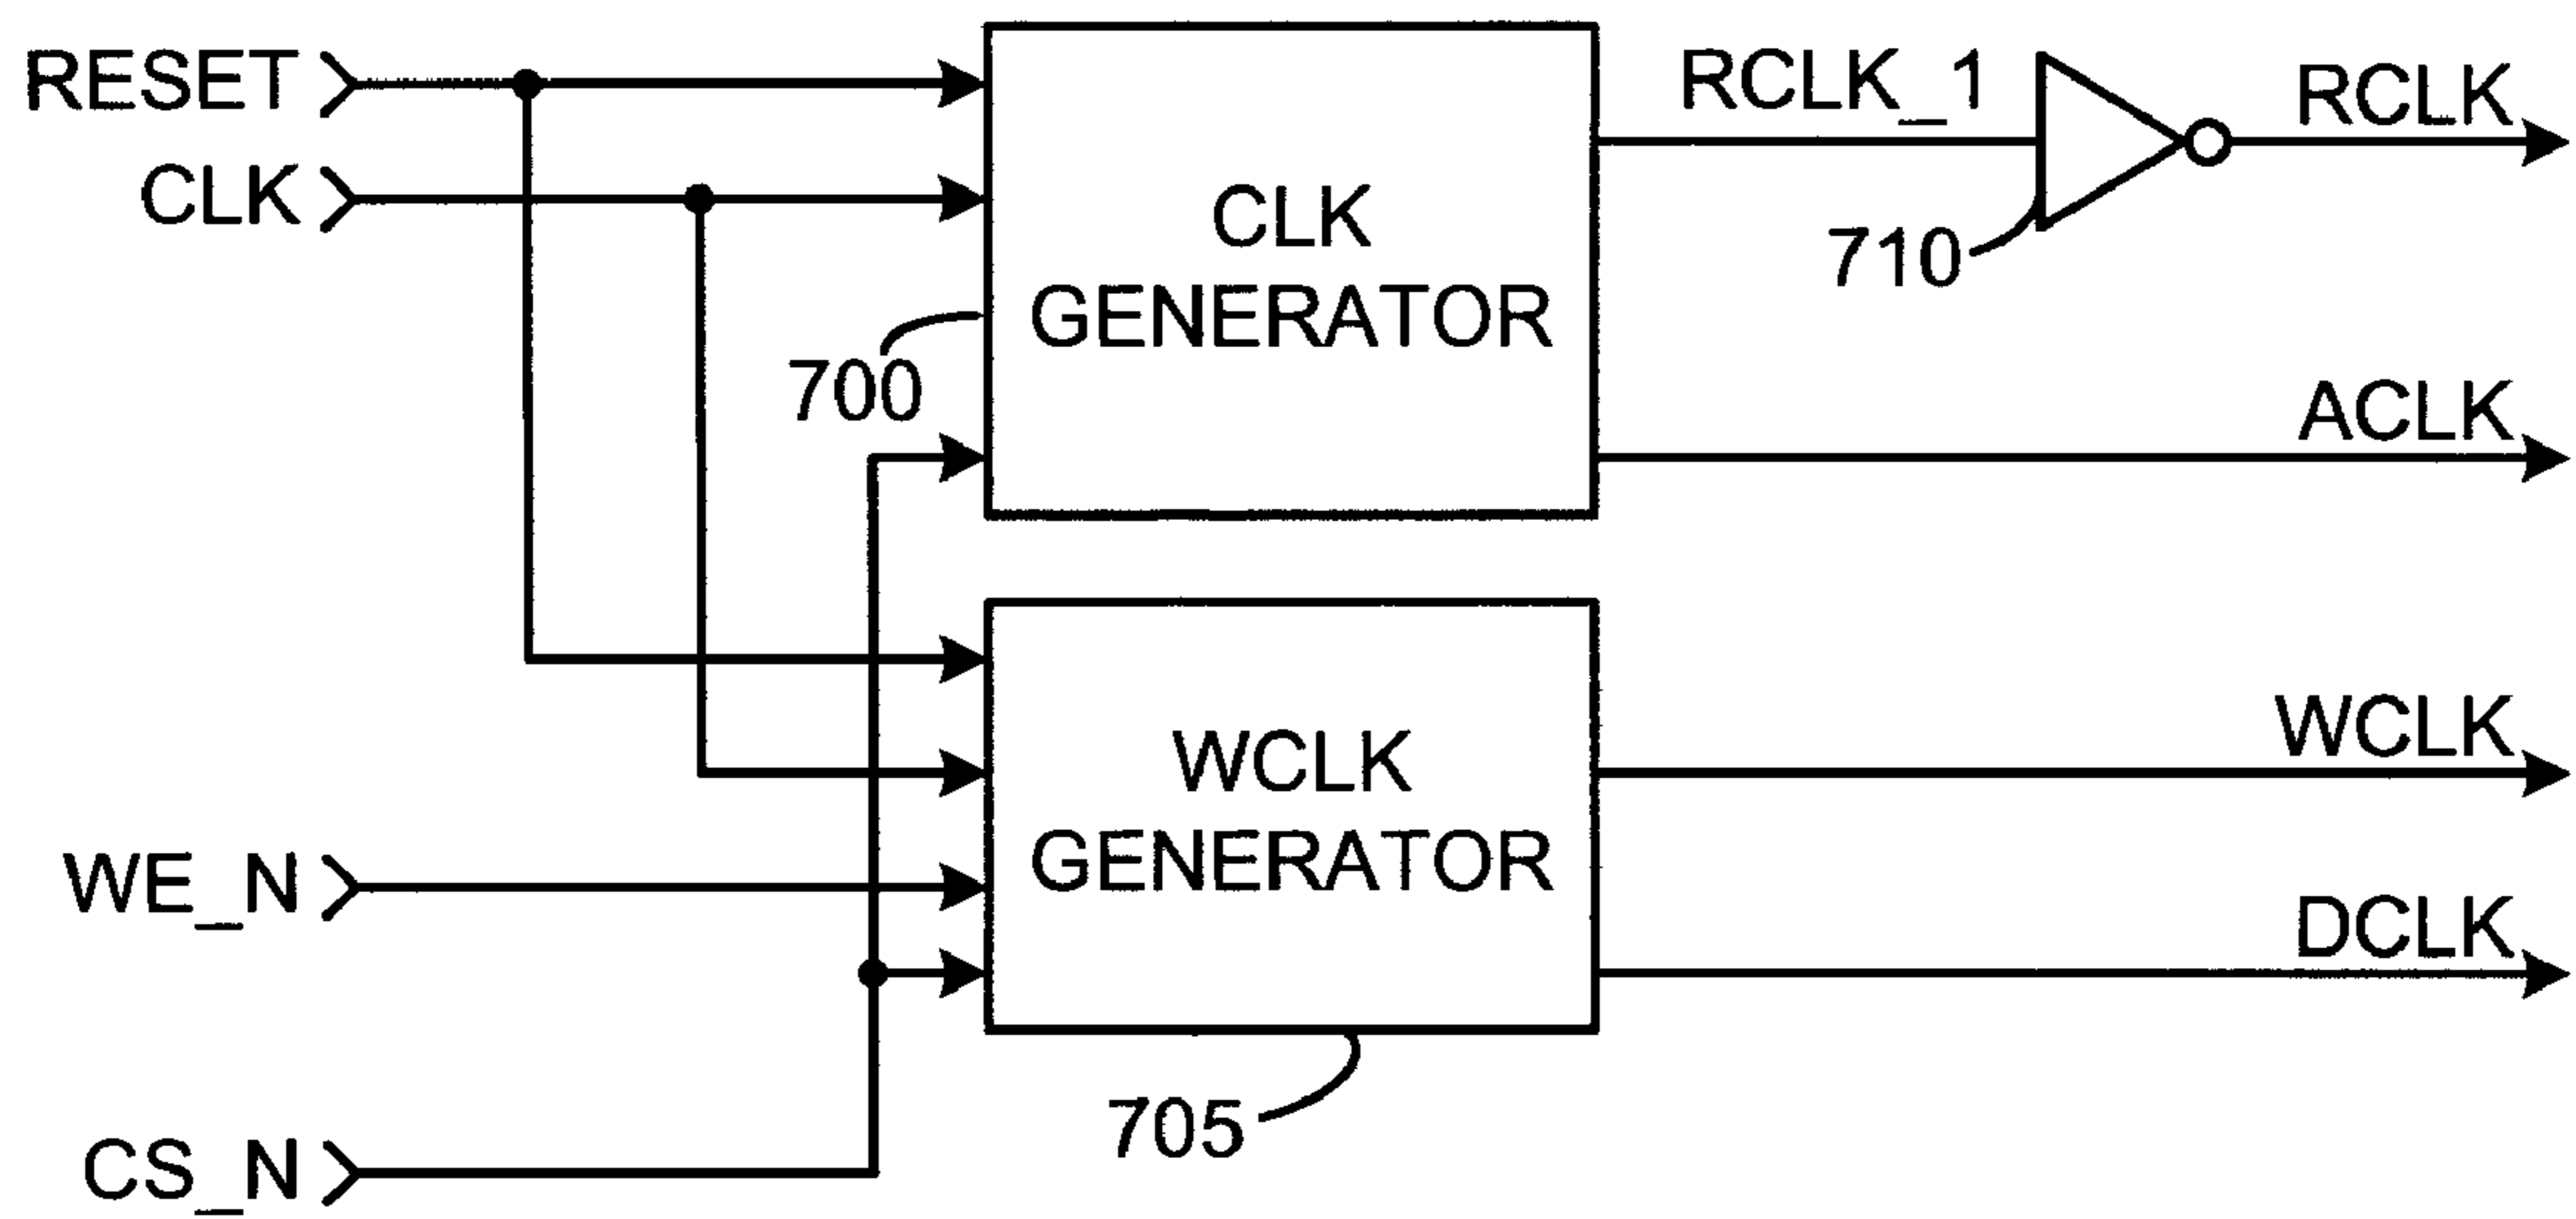 RESET
CLK
WE_N
CS_N
CLK
GENERATOR
700
WCLK
GENERATOR
705
RCLK_1
710
RCLK
ACLK
WCLK
DCLK